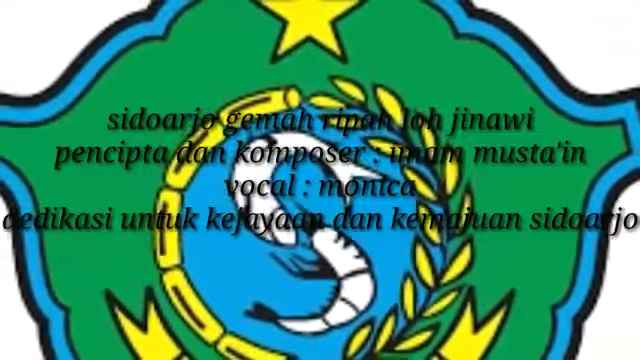 sidoarjo gemah ripah loh jinawi
pencipta dan komposer : imam musta'in
vocal : monica
dedikasi untuk kejayaan dan kemajuan sidoarjo